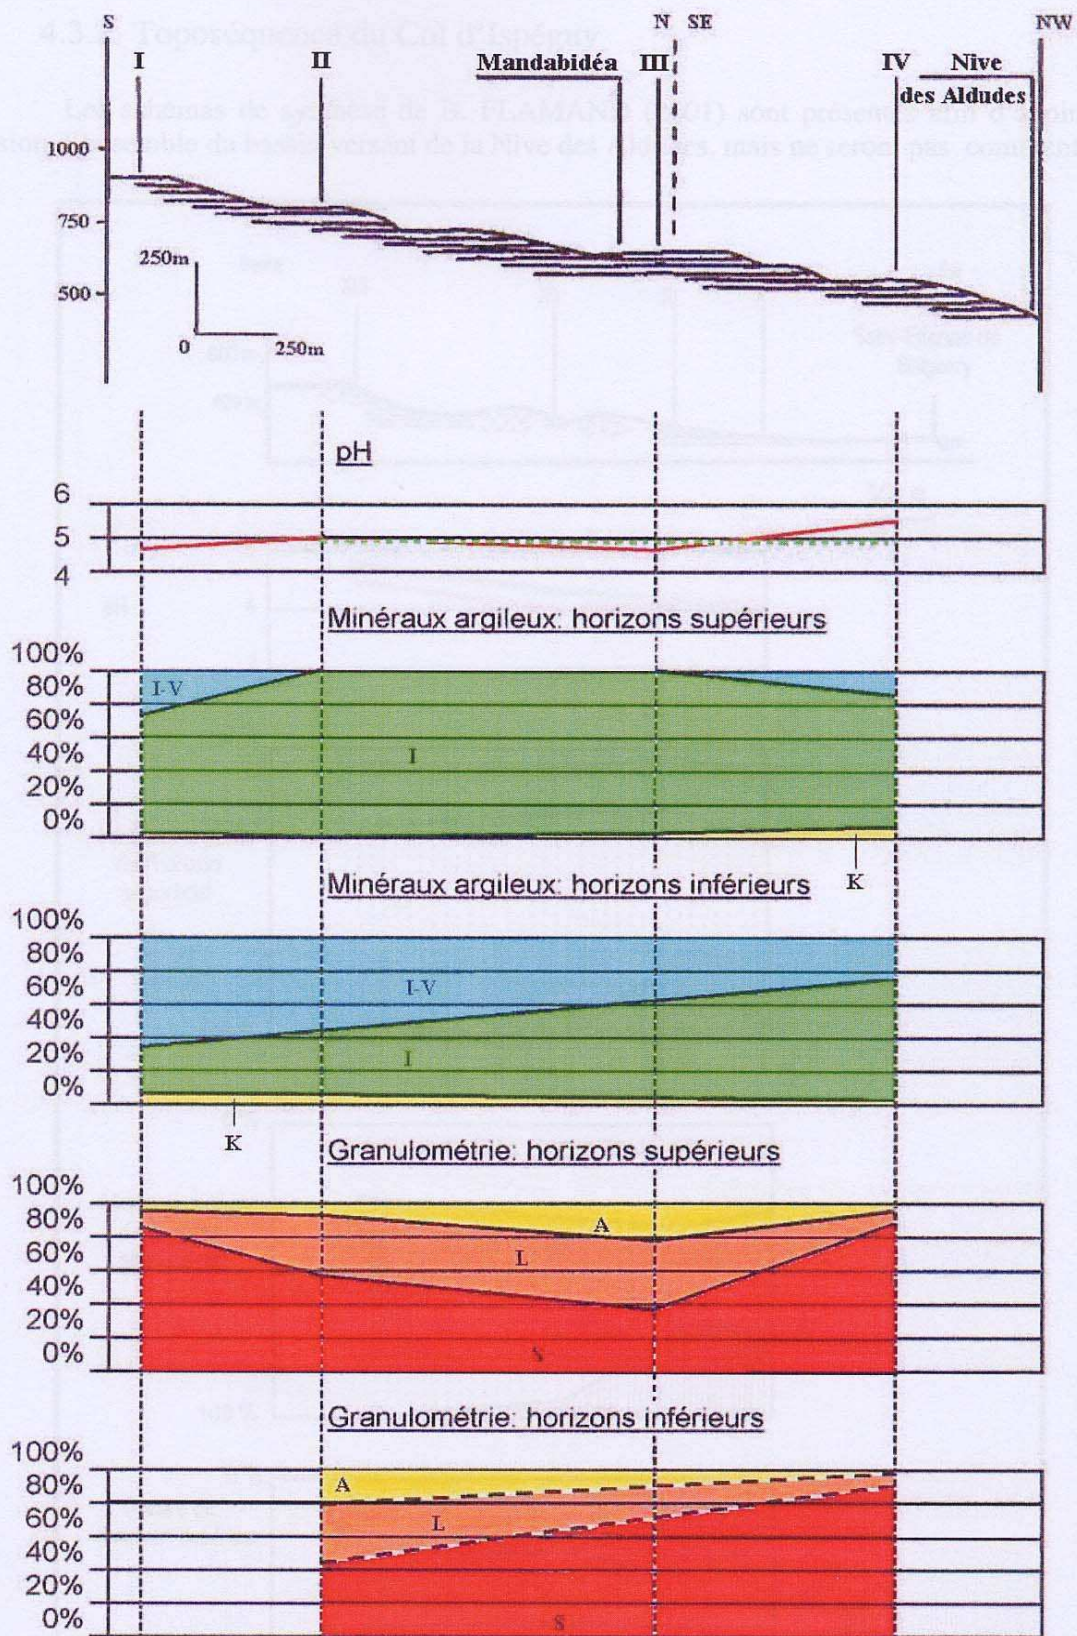 S N SE NW
I II Mandabidéa III IV Nive
des Aldudes
1000
750
500
250m
0 250m
pH
6
5
4
Minéraux argileux: horizons supérieurs
100%
80%
60%
40%
20%
0%
I-V
I
K
Minéraux argileux: horizons inférieurs
100%
80%
60%
40%
20%
0%
I-V
I
K
Granulométrie: horizons supérieurs
100%
80%
60%
40%
20%
0%
A
L
S
Granulométrie: horizons inférieurs
100%
80%
60%
40%
20%
0%
A
L
S